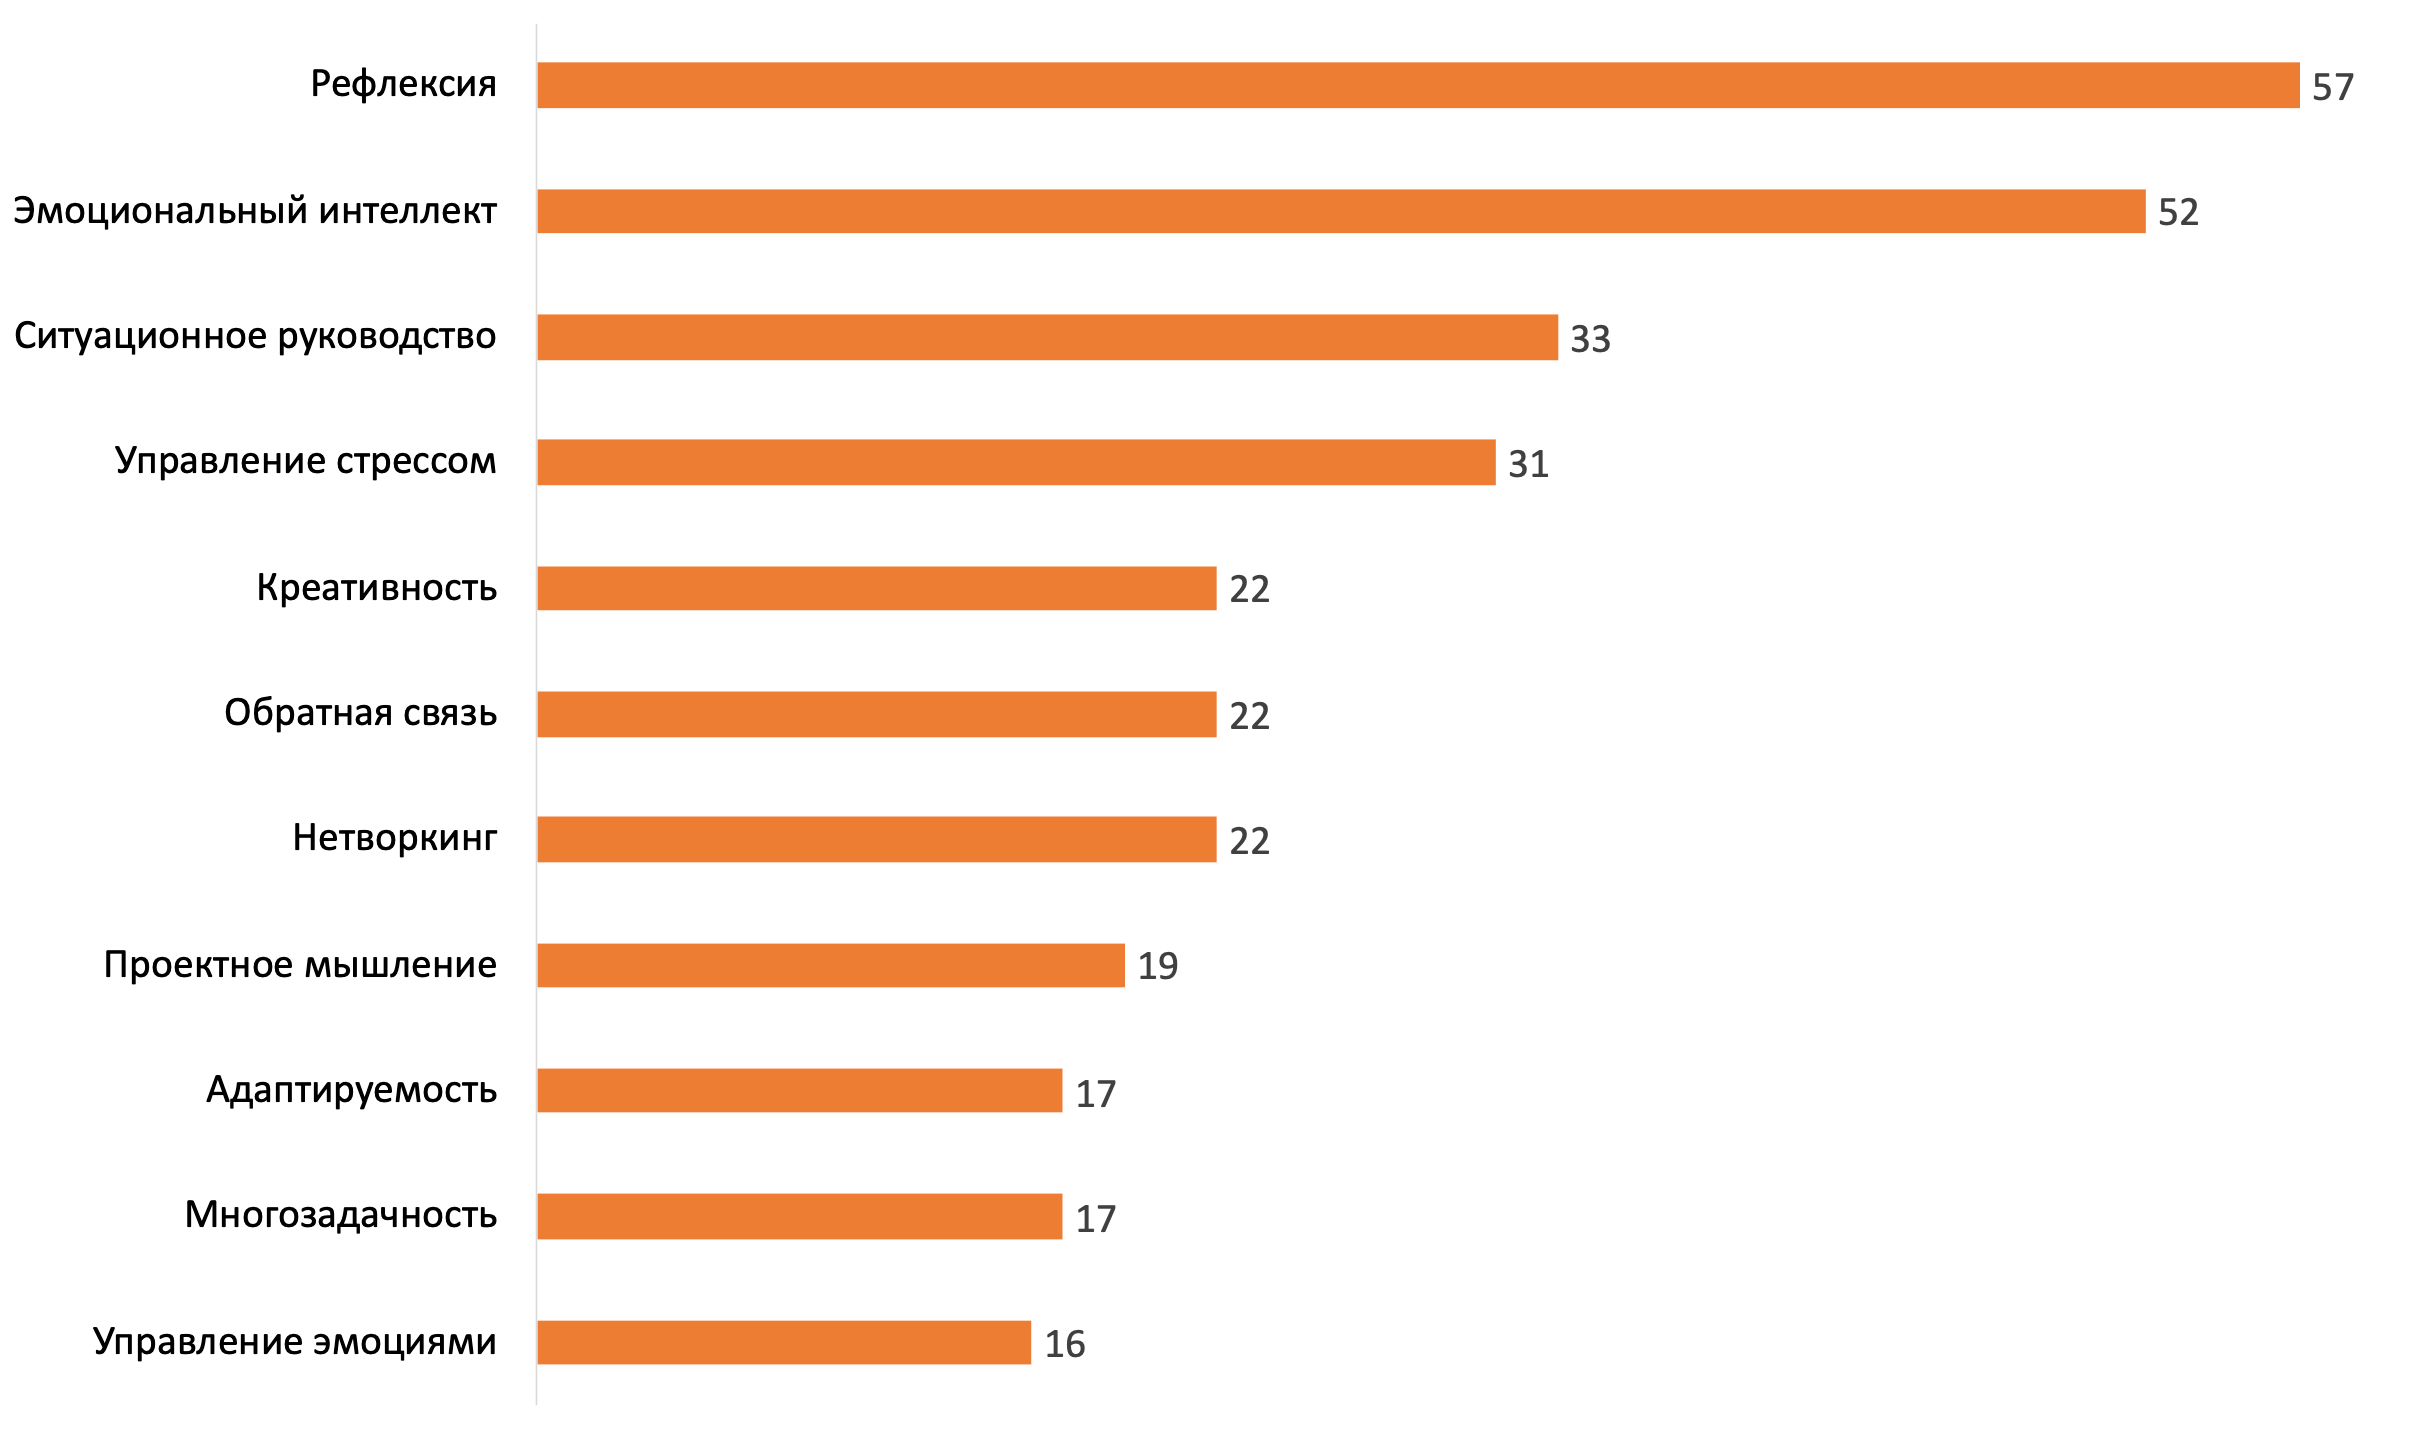 Рефлексия 57
Эмоциональный интеллект 52
Ситуационное руководство 33
Управление стрессом 31
Креативность 22
Обратная связь 22
Нетворкинг 22
Проектное мышление 19
Адаптируемость 17
Многозадачность 17
Управление эмоциями 16